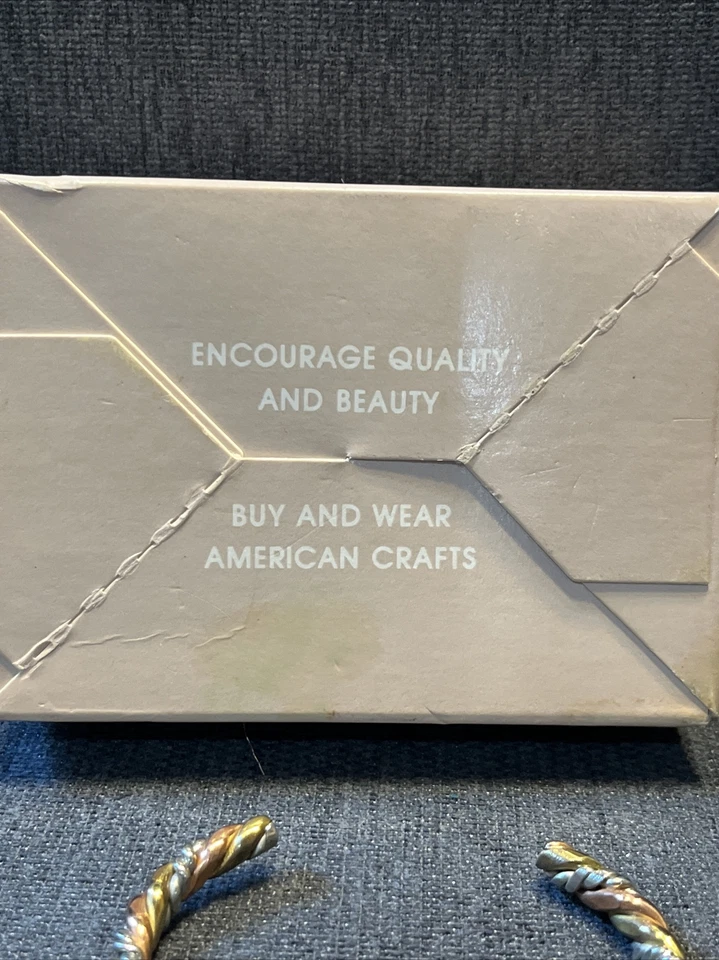 ENCOURAGE QUALITY
AND BEAUTY
BUY AND WEAR
AMERICAN CRAFTS